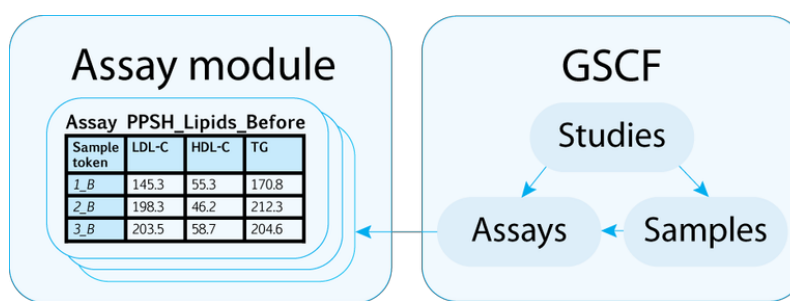 Assay module
Assay PPSH_Lipids_Before
Sample token LDL-C HDL-C TG
1_B 145.3 55.3 170.8
2_B 198.3 46.2 212.3
3_B 203.5 58.7 204.6
GSCF
Studies
Assays Samples